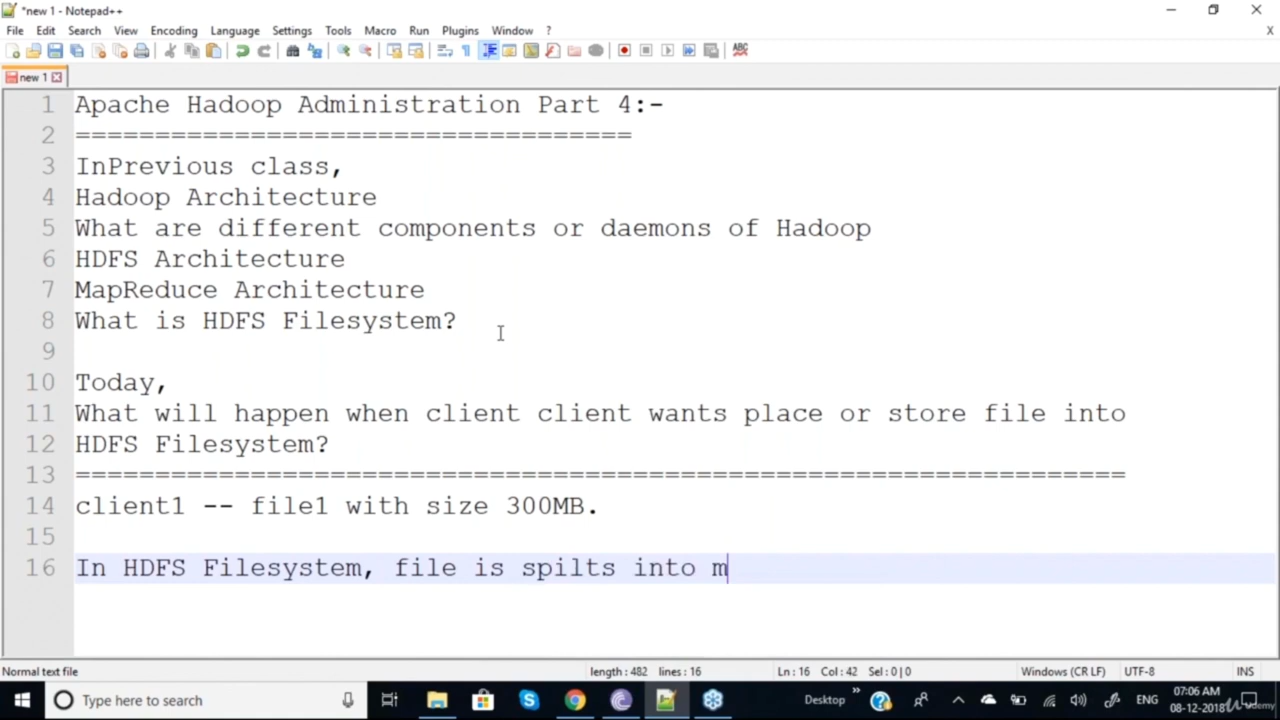 *new 1 - Notepad++
File Edit Search View Encoding Language Settings Tools Macro Run Plugins Window ? X
new 1
1 Apache Hadoop Administration Part 4:-
2 ===================================
3 InPrevious class,
4 Hadoop Architecture
5 What are different components or daemons of Hadoop
6 HDFS Architecture
7 MapReduce Architecture
8 What is HDFS Filesystem?
9
10 Today,
11 What will happen when client client wants place or store file into
12 HDFS Filesystem?
13 ==================================================================
14 client1 -- file1 with size 300MB.
15
16 In HDFS Filesystem, file is spilts into m
Normal text file length : 482 lines : 16 Ln : 16 Col : 42 Sel : 0 | 0 Windows (CR LF) UTF-8 INS
Type here to search Desktop ENG 07:06 AM
08-12-2018
Udemy